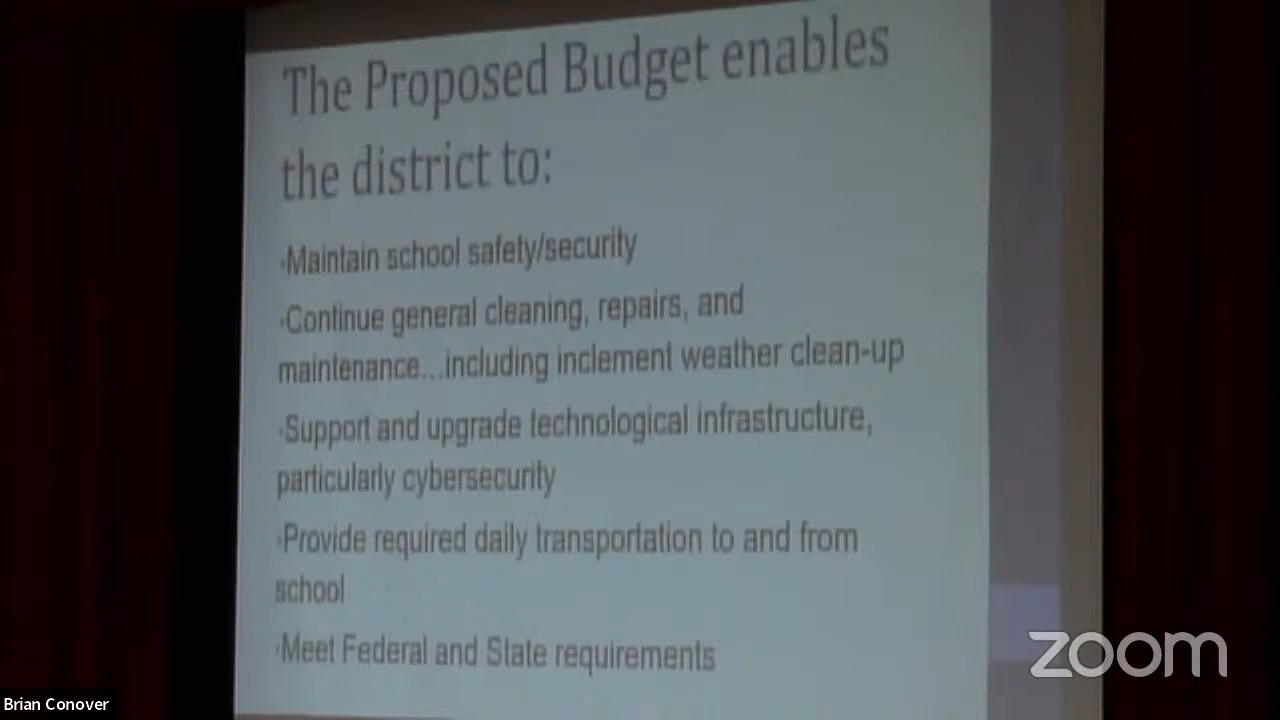 The Proposed Budget enables
the district to:
·Maintain school safety/security
·Continue general cleaning, repairs, and
maintenance...including inclement weather clean-up
·Support and upgrade technological infrastructure,
particularly cybersecurity
·Provide required daily transportation to and from
school
·Meet Federal and State requirements
zoom
Brian Conover